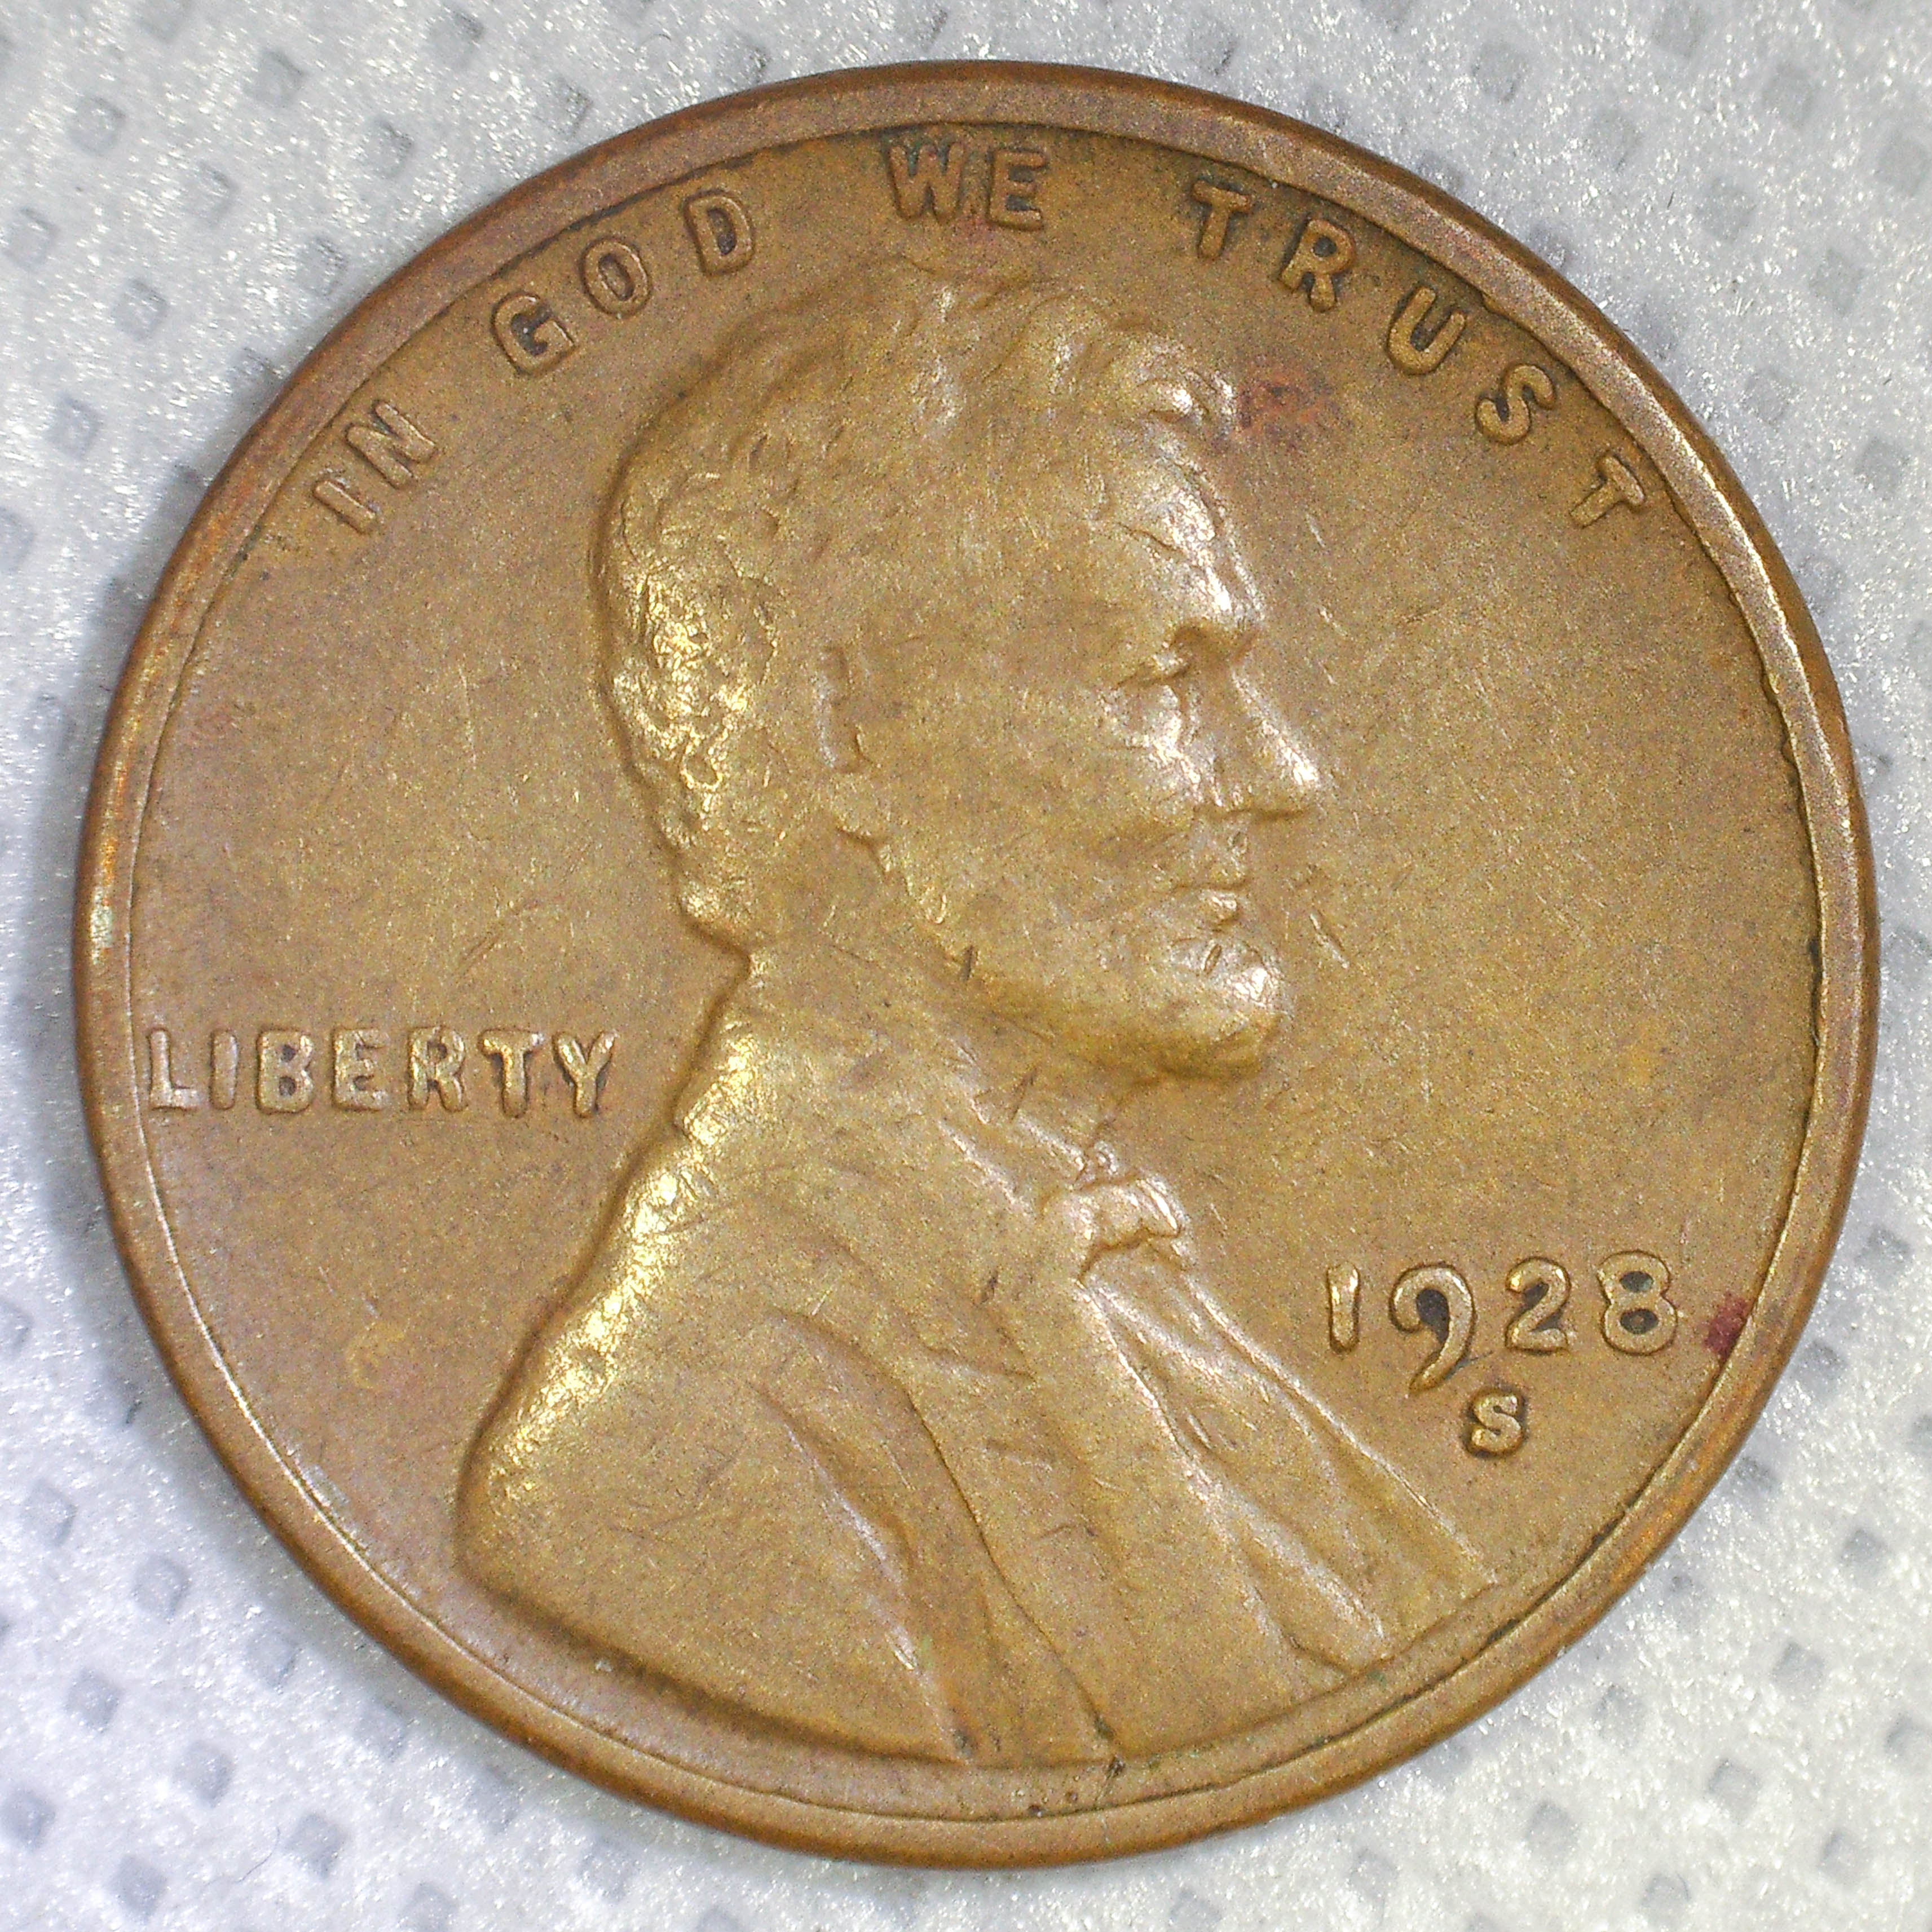 IN GOD WE TRUST
LIBERTY
1928
S